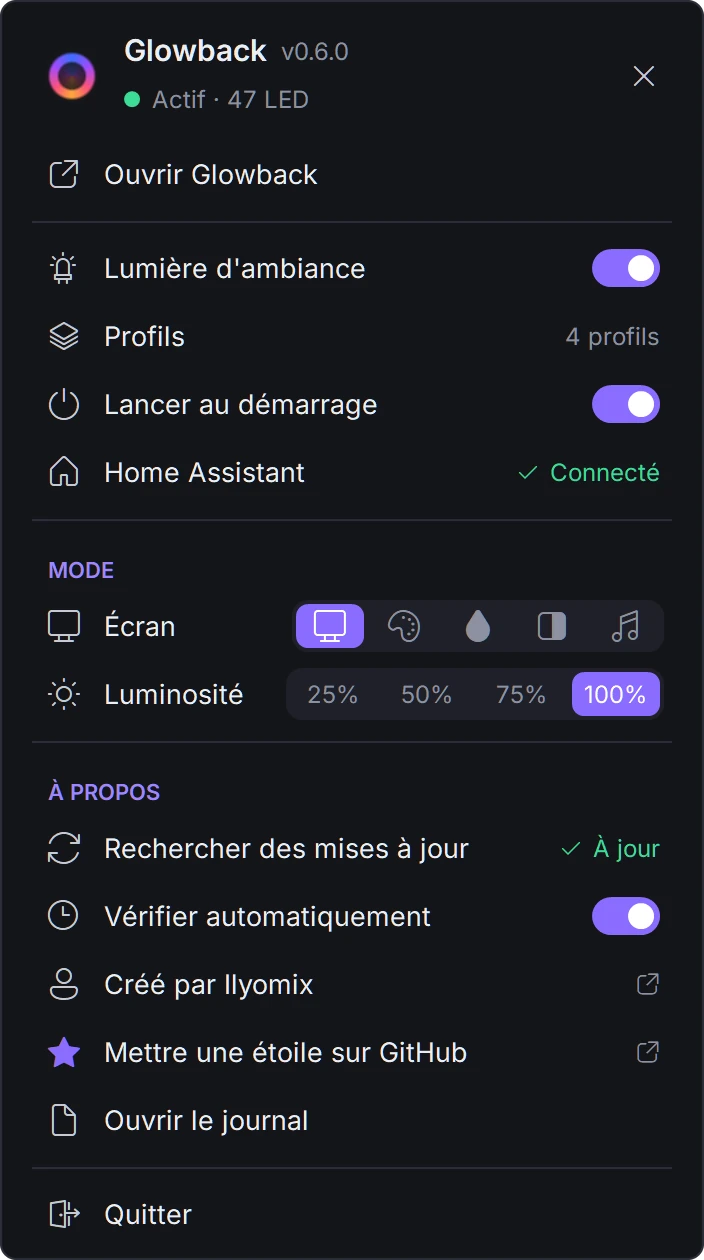 Glowback v0.6.0
Actif · 47 LED
Ouvrir Glowback
Lumière d'ambiance
Profils 4 profils
Lancer au démarrage
Home Assistant Connecté
MODE
Écran
Luminosité 25% 50% 75% 100%
À PROPOS
Rechercher des mises à jour À jour
Vérifier automatiquement
Créé par Ilyomix
Mettre une étoile sur GitHub
Ouvrir le journal
Quitter